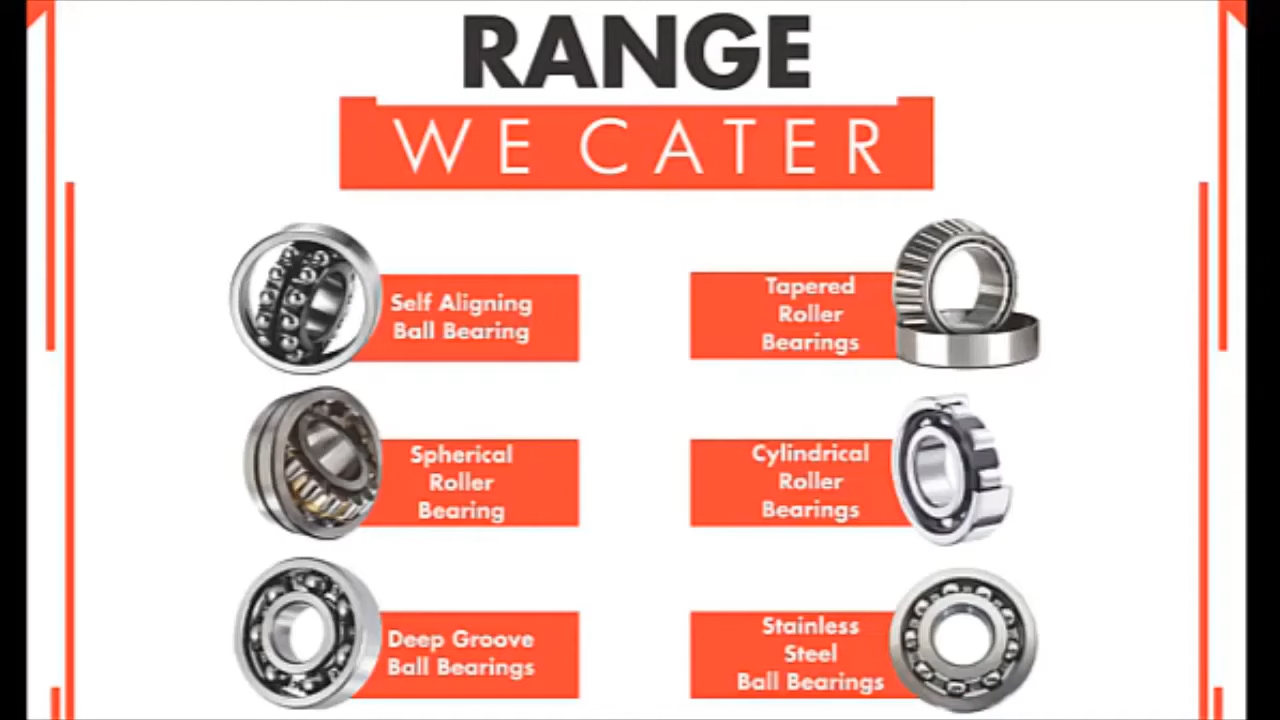 RANGE
WE CATER
Self Aligning
Ball Bearing
Tapered
Roller
Bearings
Spherical
Roller
Bearing
Cylindrical
Roller
Bearings
Deep Groove
Ball Bearings
Stainless
Steel
Ball Bearings